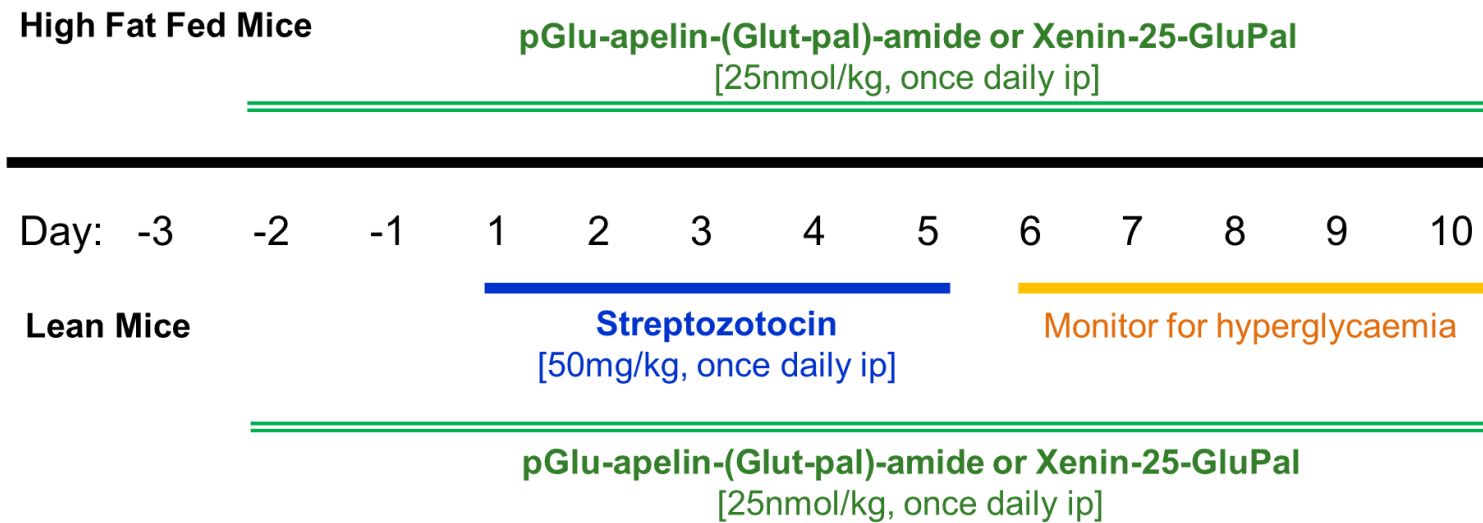 High Fat Fed Mice
pGlu-apelin-(Glut-pal)-amide or Xenin-25-GluPal
[25nmol/kg, once daily ip]
Day: -3 -2 -1 1 2 3 4 5 6 7 8 9 10
Lean Mice
Streptozotocin
[50mg/kg, once daily ip]
Monitor for hyperglycaemia
pGlu-apelin-(Glut-pal)-amide or Xenin-25-GluPal
[25nmol/kg, once daily ip]